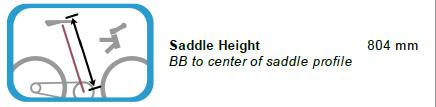 Saddle Height 804 mm
BB to center of saddle profile